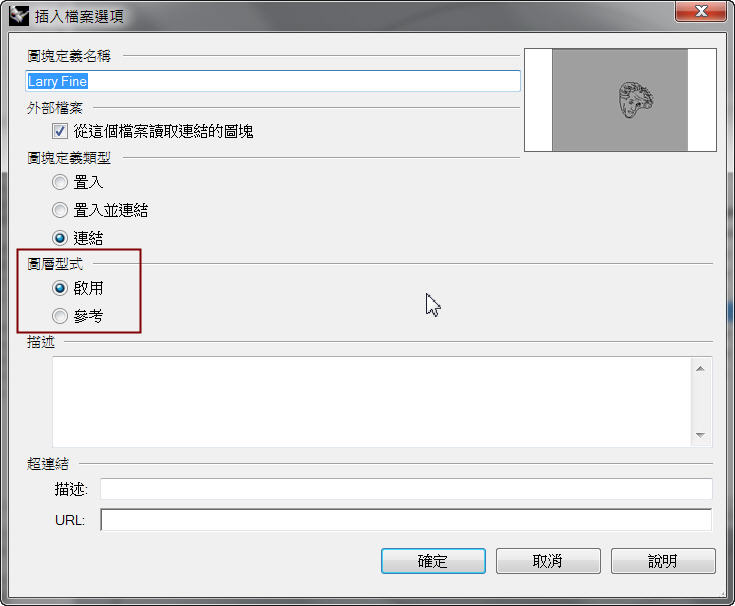 插入檔案選項
圖塊定義名稱
Larry Fine
外部檔案
從這個檔案讀取連結的圖塊
圖塊定義類型
置入
置入並連結
連結
圖層型式
啟用
參考
描述
超連結
描述:
URL:
確定 取消 說明